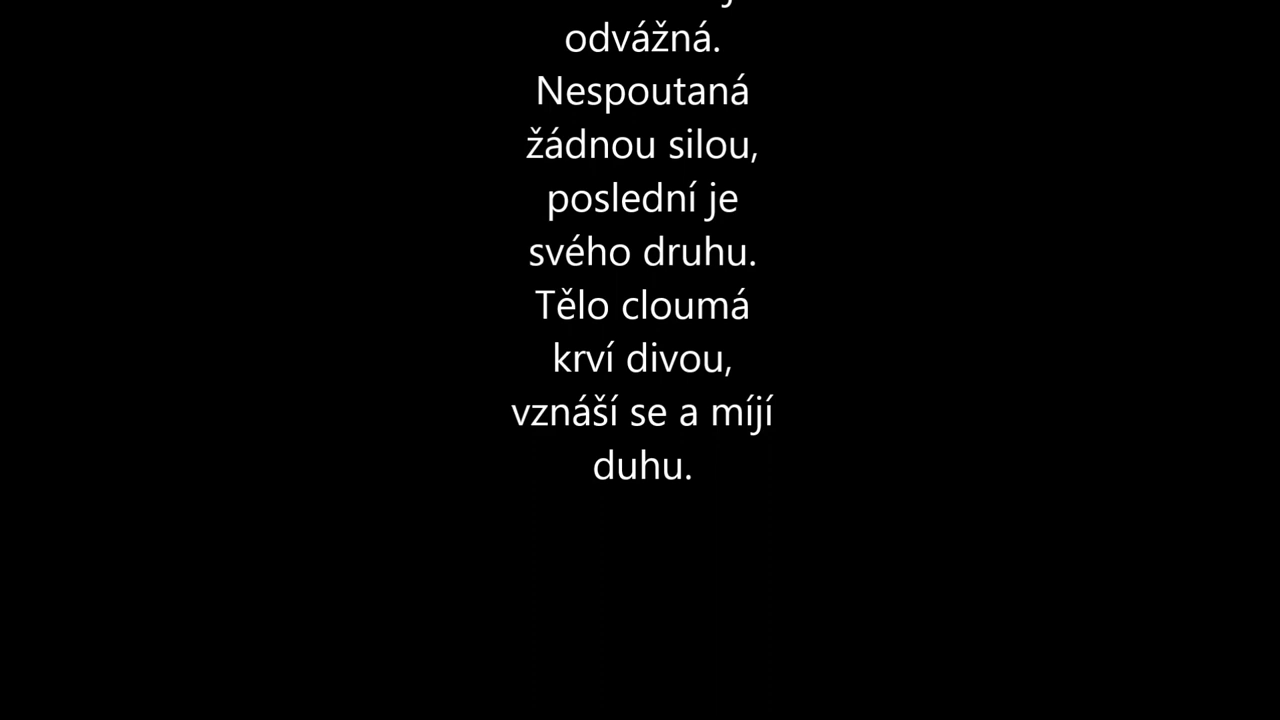 odvážná.
Nespoutaná
žádnou silou,
poslední je
svého druhu.
Tělo cloumá
krví divou,
vznáší se a míjí
duhu.